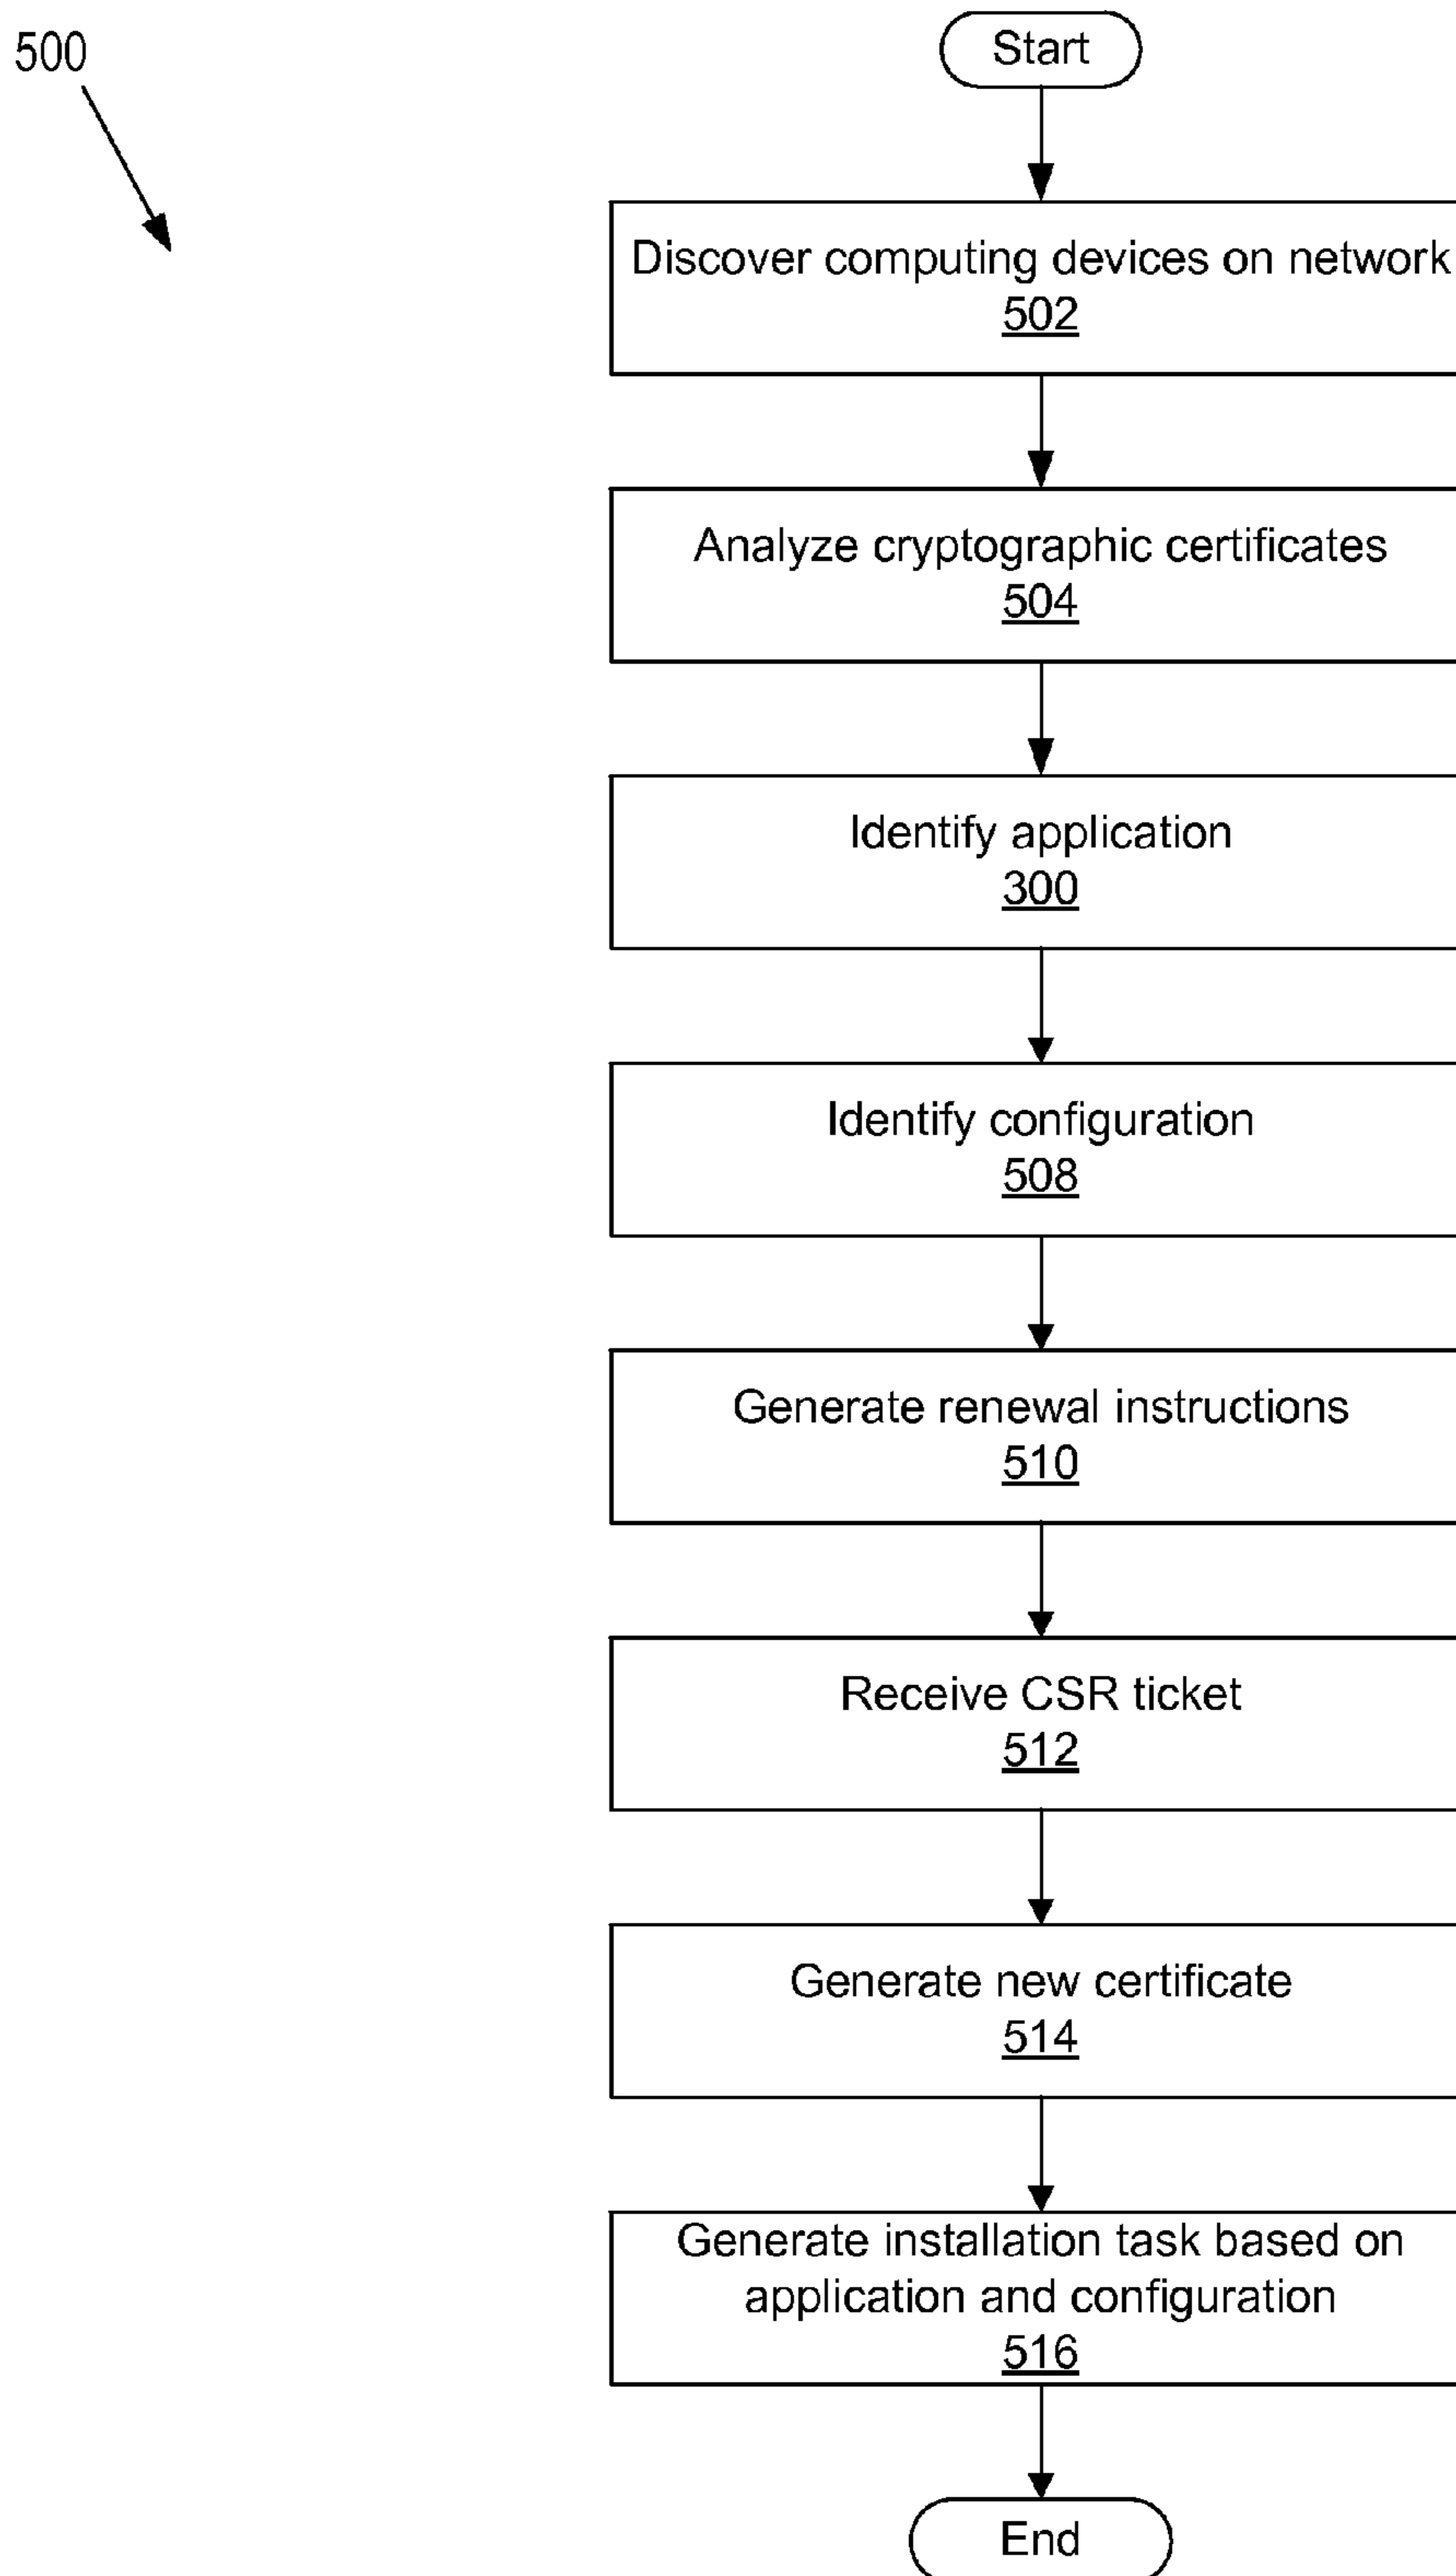 500
Start
Discover computing devices on network
502
Analyze cryptographic certificates
504
Identify application
300
Identify configuration
508
Generate renewal instructions
510
Receive CSR ticket
512
Generate new certificate
514
Generate installation task based on
application and configuration
516
End